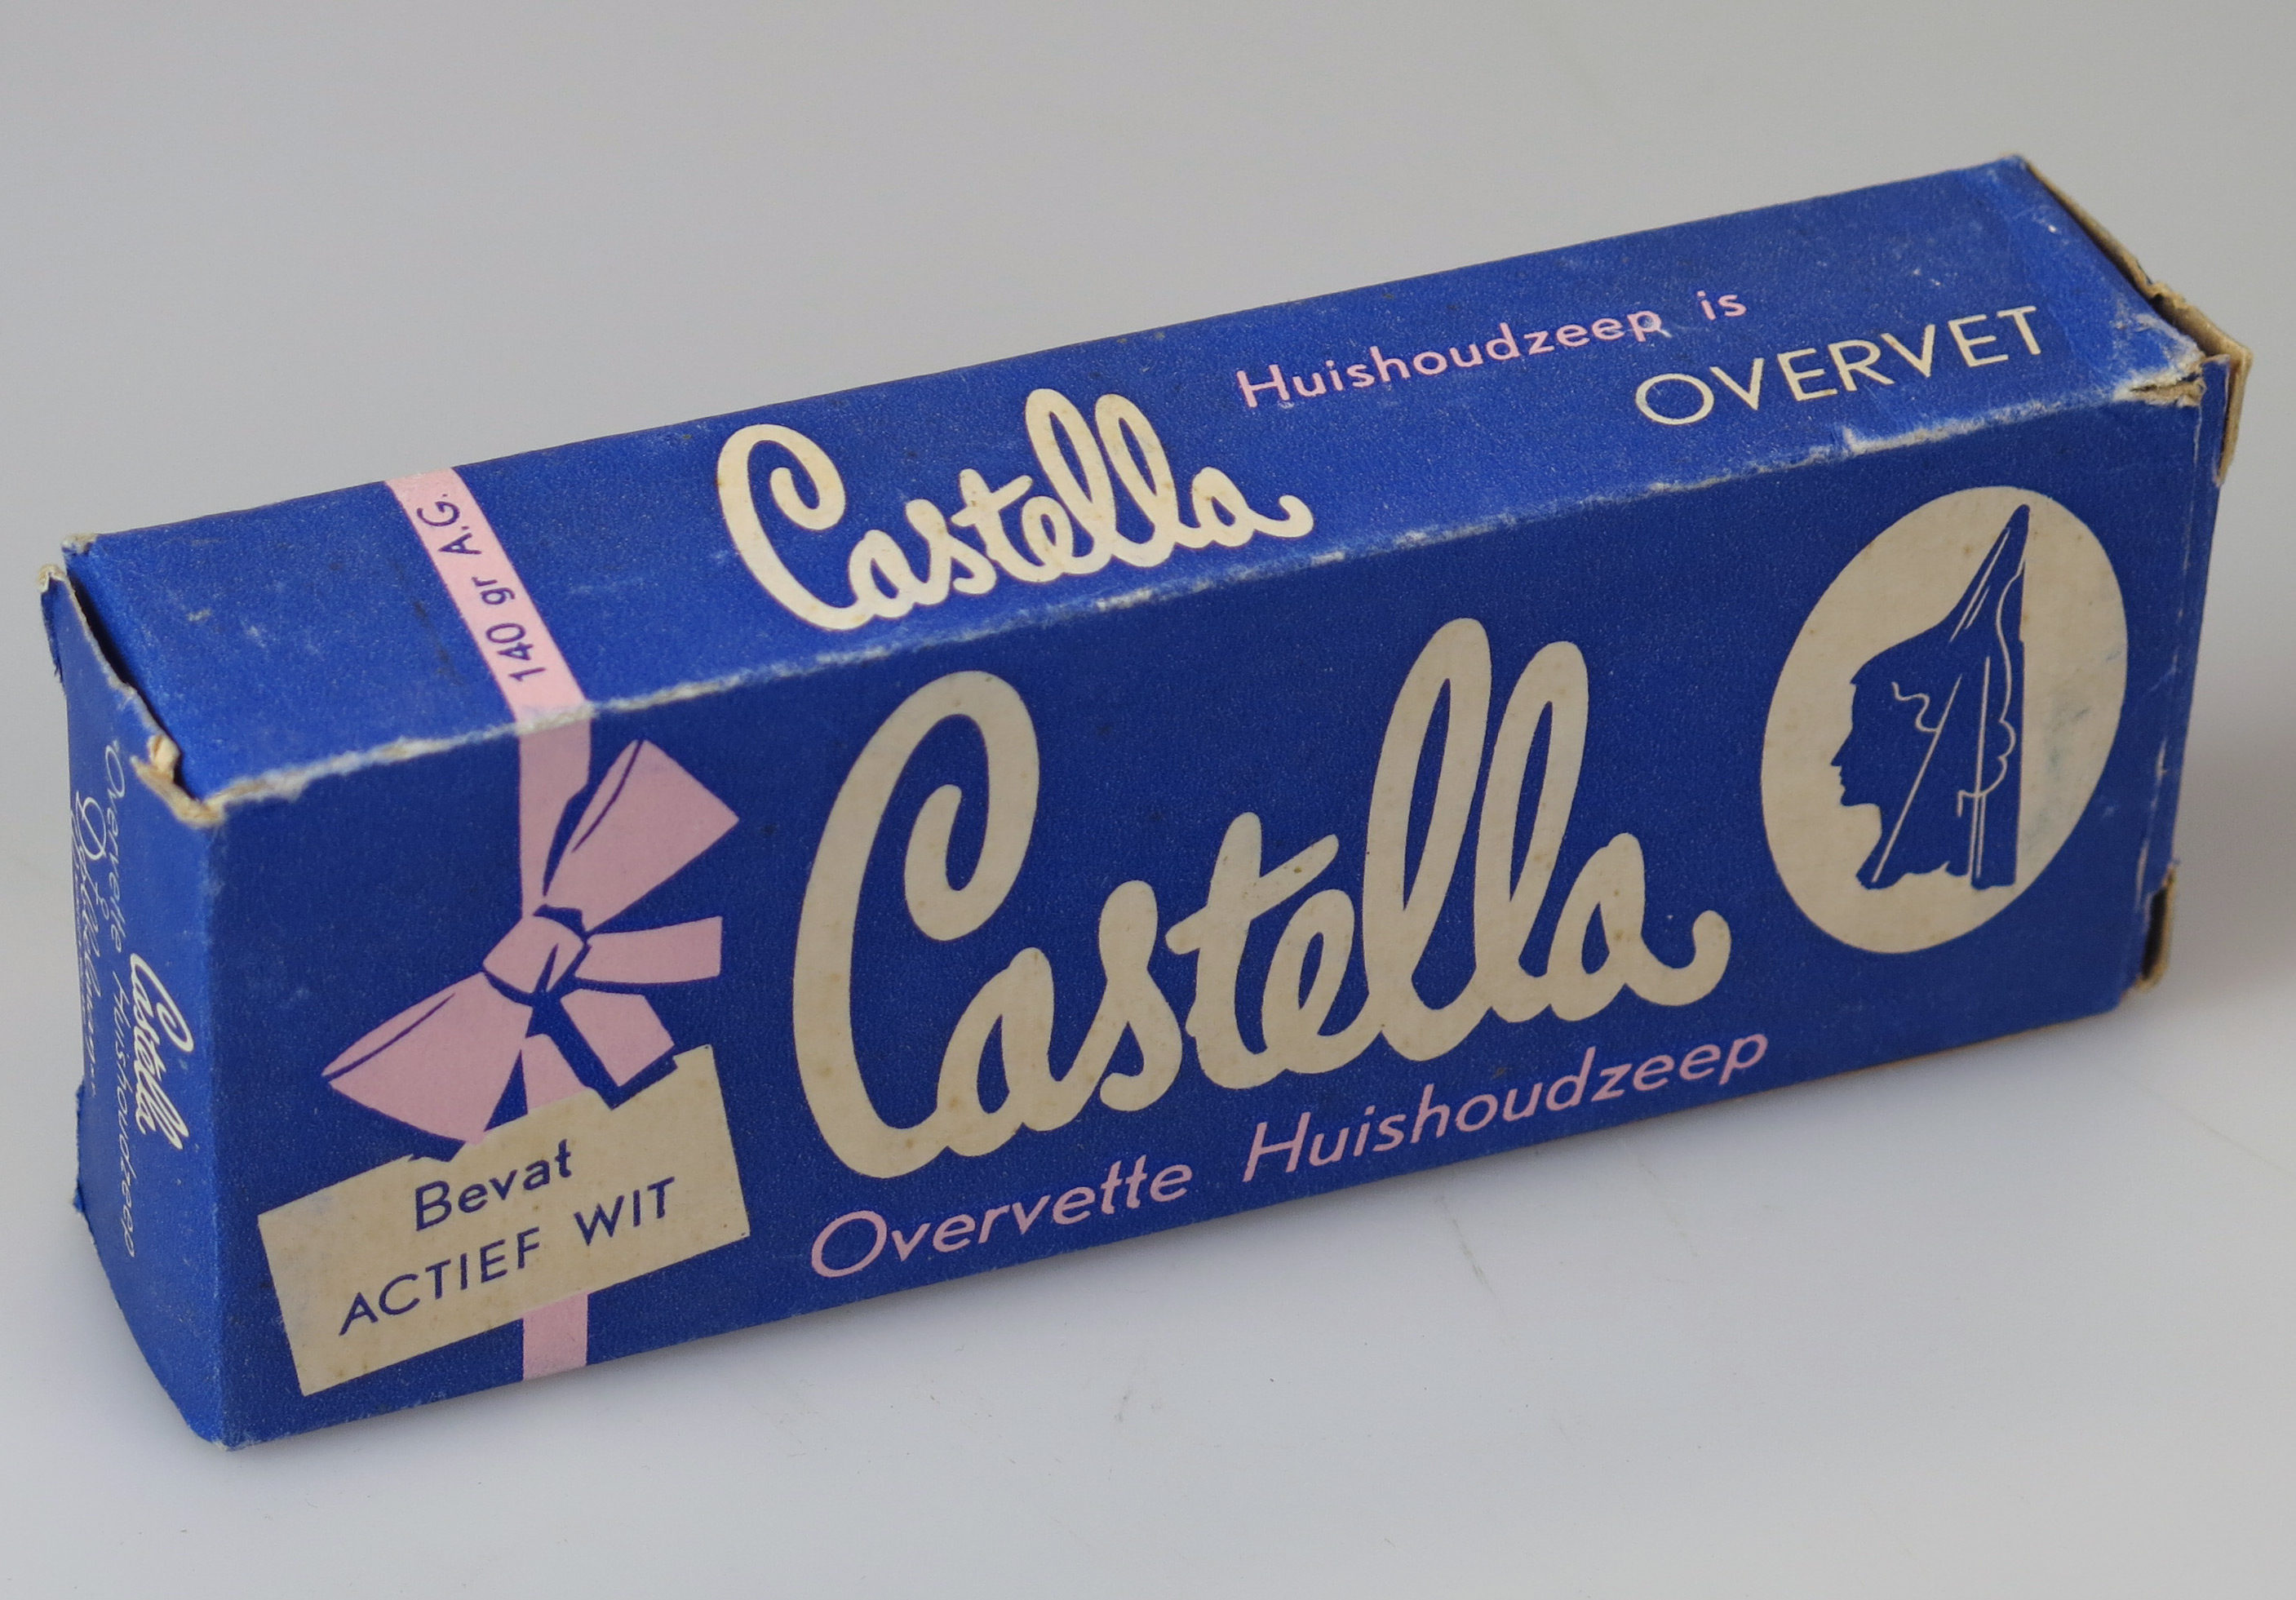 Castella
Huishoudzeep is
OVERVET
140 gr A.G.
Castella
Overvette Huishoudzeep
Bevat
ACTIEF WIT
Castella
Overvette Huishoudzeep